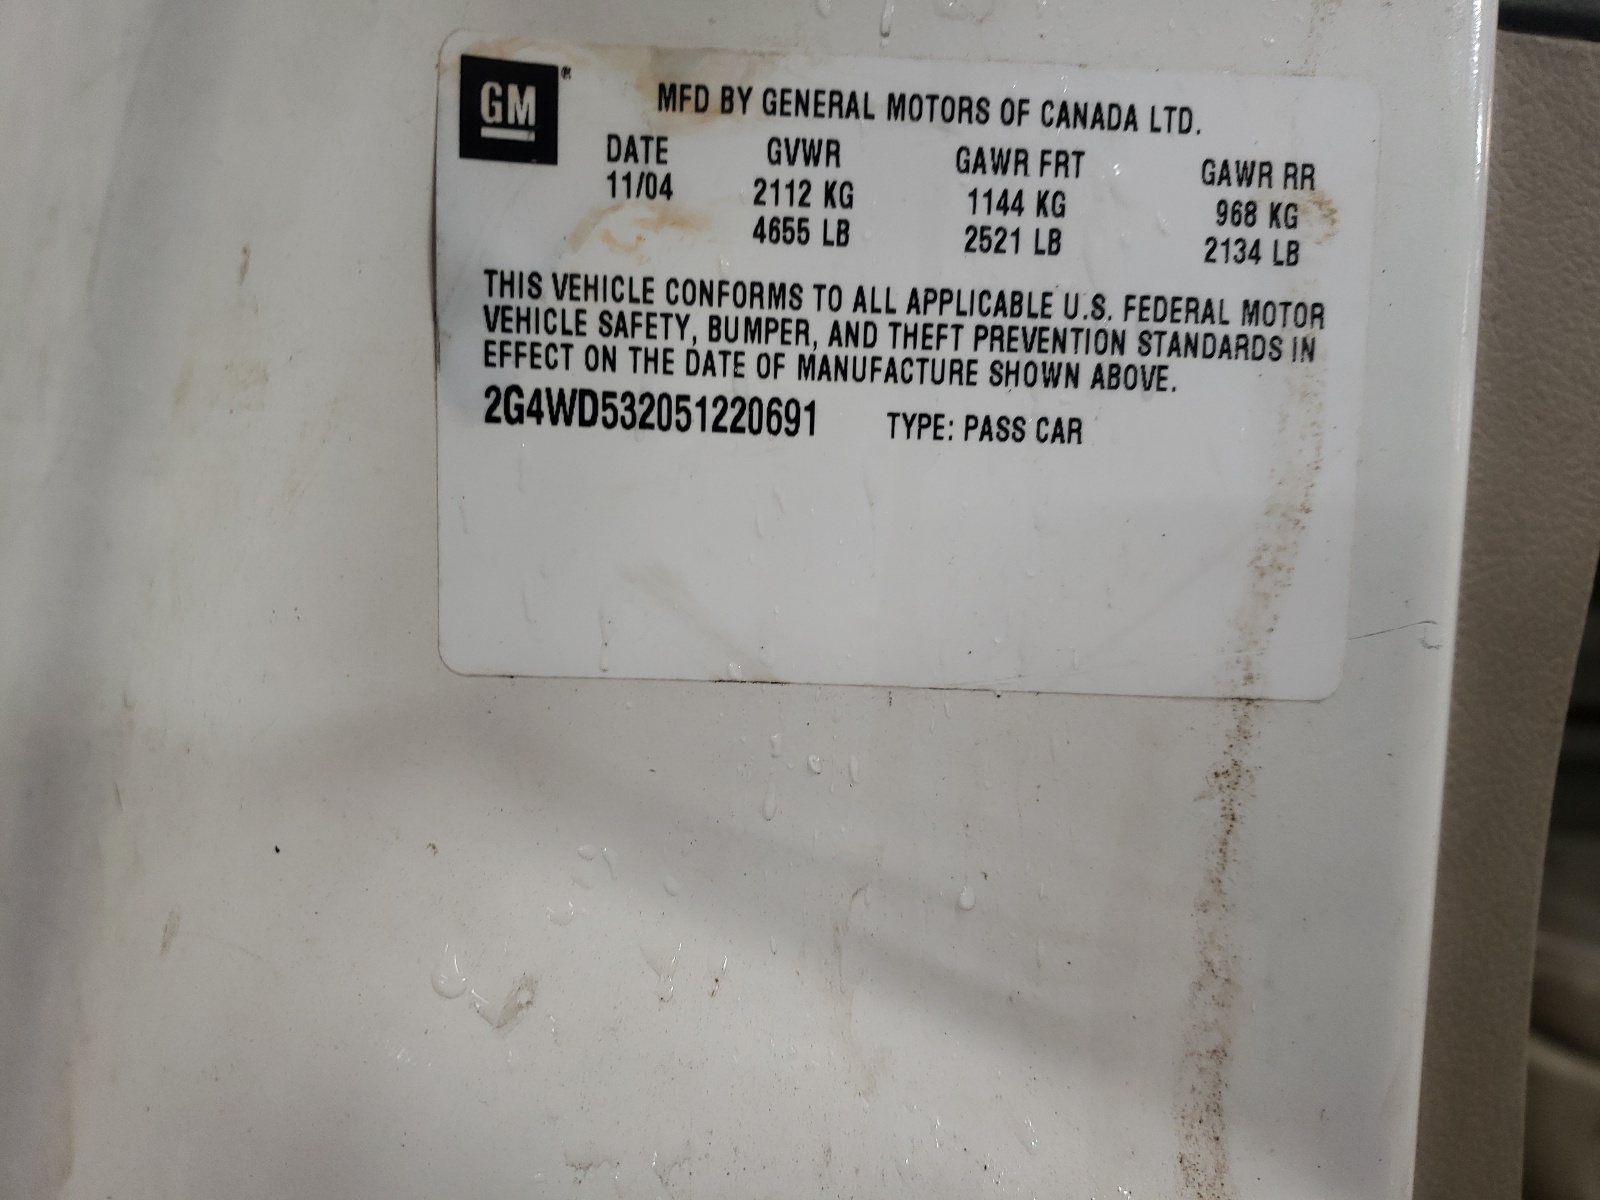 GM®
MFD BY GENERAL MOTORS OF CANADA LTD.
DATE GVWR GAWR FRT GAWR RR
11/04 2112 KG 1144 KG 968 KG
4655 LB 2521 LB 2134 LB
THIS VEHICLE CONFORMS TO ALL APPLICABLE U.S. FEDERAL MOTOR
VEHICLE SAFETY, BUMPER, AND THEFT PREVENTION STANDARDS IN
EFFECT ON THE DATE OF MANUFACTURE SHOWN ABOVE.
2G4WD532051220691 TYPE: PASS CAR